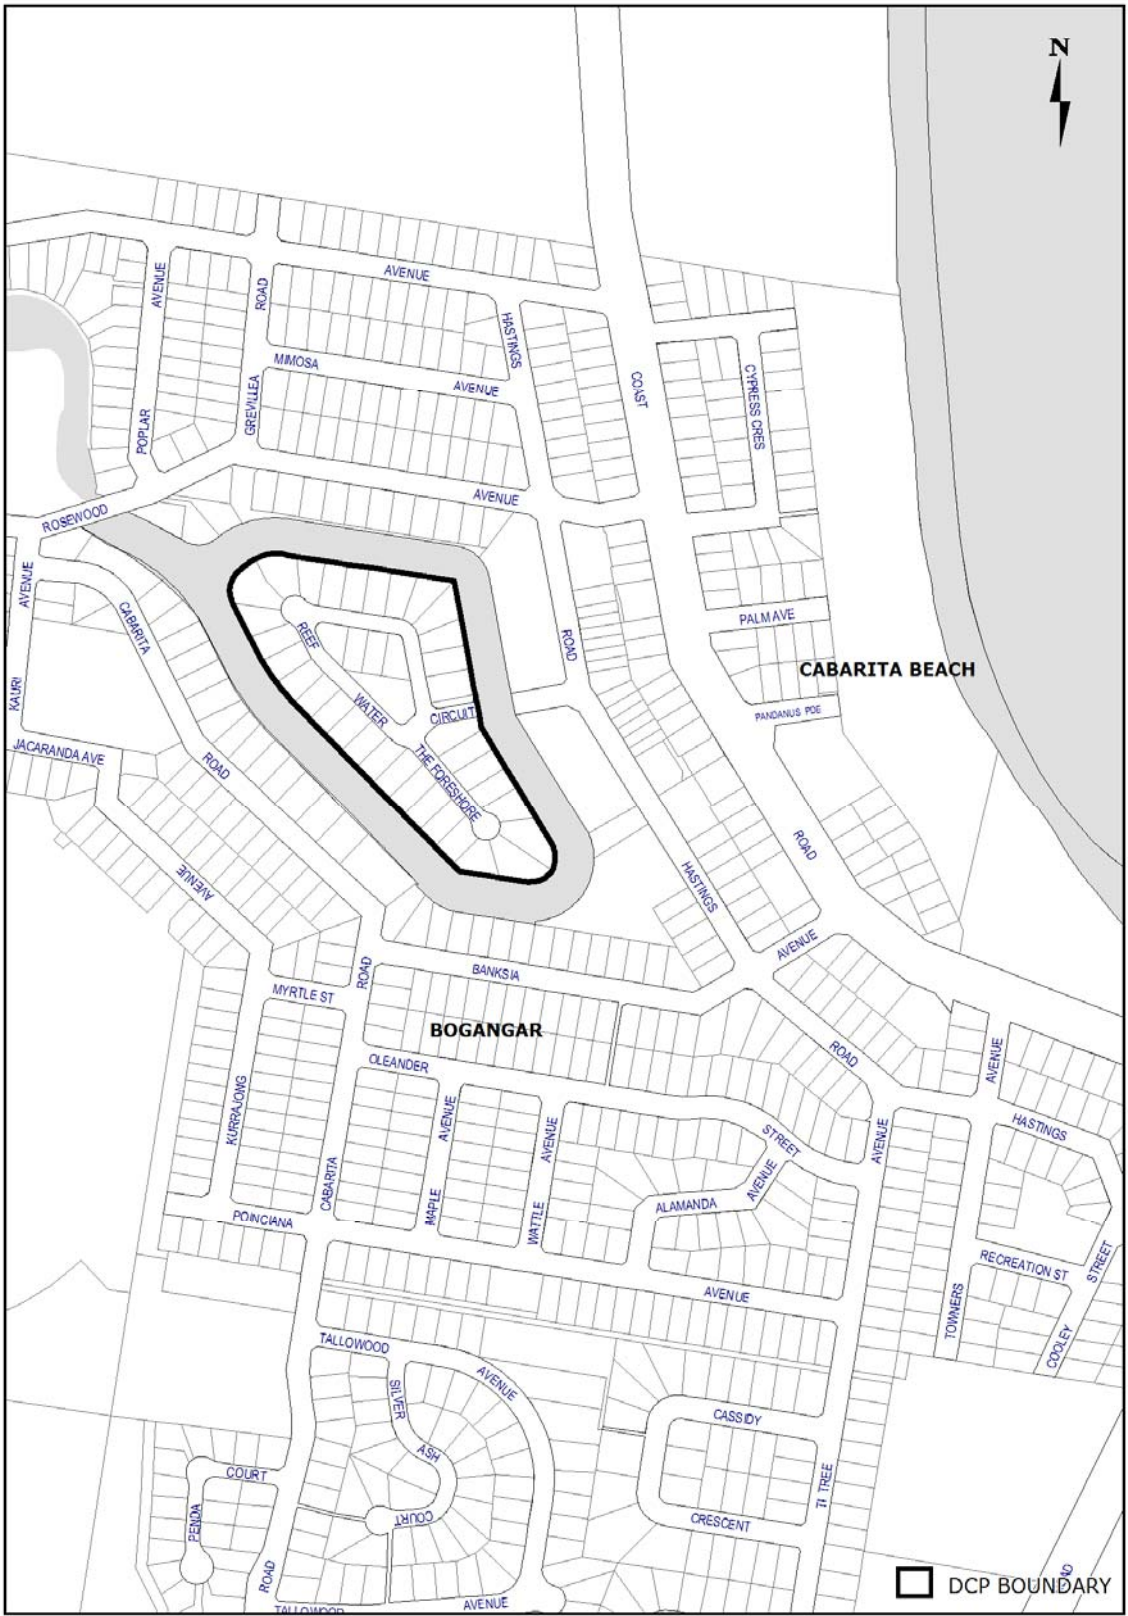 N
AVENUE
AVENUE
ROAD
HASTINGS
MIMOSA
AVENUE
COAST
CYPRESS CRES
GREVILLEA
POPLAR
AVENUE
ROSEWOOD
AVENUE
CABARITA
REEF
ROAD
PALM AVE
CABARITA BEACH
KAURI
WATER
CIRCUIT
PANDANUS PDE
JACARANDA AVE
ROAD
THE FORESHORE
ROAD
AVENUE
HASTINGS
AVENUE
ROAD
BANKSIA
MYRTLE ST
BOGANGAR
ROAD
AVENUE
OLEANDER
KURRAJONG
AVENUE
AVENUE
STREET
AVENUE
HASTINGS
CABARITA
MAPLE
WATTLE
ALAMANDA
AVENUE
POINCIANA
RECREATION ST
STREET
AVENUE
TOWNERS
COOLEY
TALLOWOOD
AVENUE
SILVER
CASSIDY
ASH
COURT
COURT
TI TREE
PENDA
CRESCENT
ROAD
TALLOWOOD
AVENUE
DCP BOUNDARY